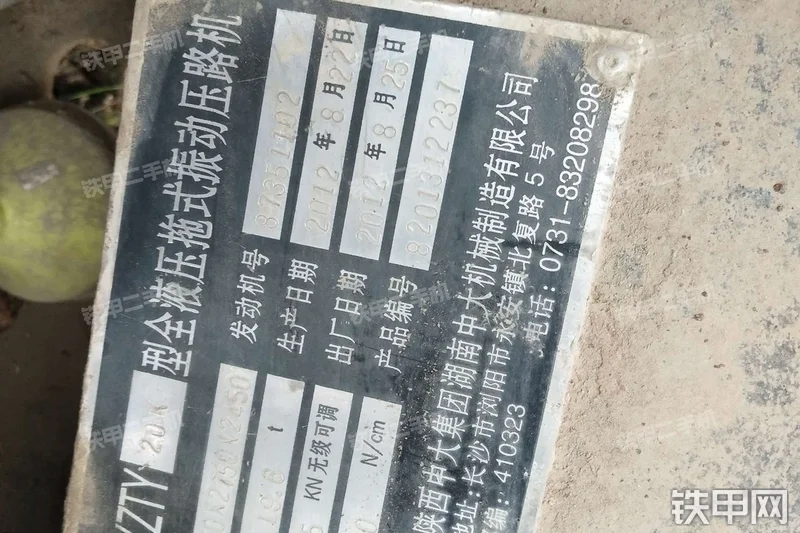 YZTY 20K 型全液压拖式振动压路机
发动机号 87351402
生产日期 2012年8月22日
t 出厂日期 2012年8月25日
KN无级可调 产品编号 8201312237
N/cm
陕西中大集团湖南中大机械制造有限公司
地址:长沙市浏阳市永安镇北复路5号
编:410323 电话:0731-83208298
铁甲二手机
铁甲网